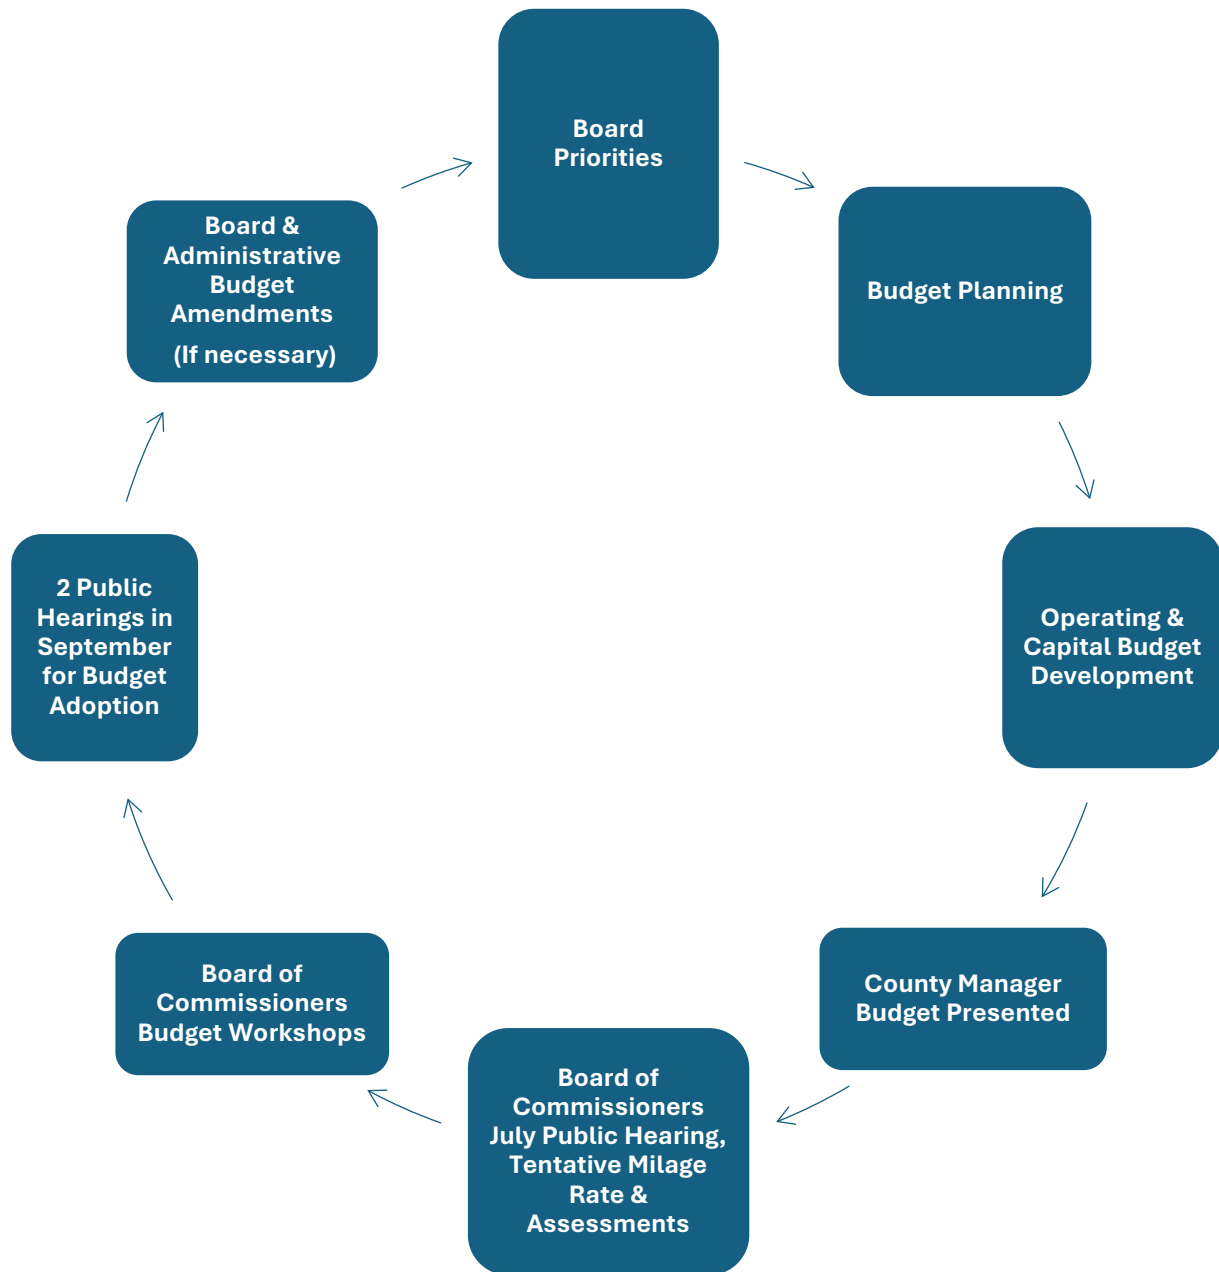 Board
Priorities
Budget Planning
Operating &
Capital Budget
Development
County Manager
Budget Presented
Board of
Commissioners
July Public Hearing,
Tentative Milage
Rate &
Assessments
Board of
Commissioners
Budget Workshops
2 Public
Hearings in
September
for Budget
Adoption
Board &
Administrative
Budget
Amendments
(If necessary)